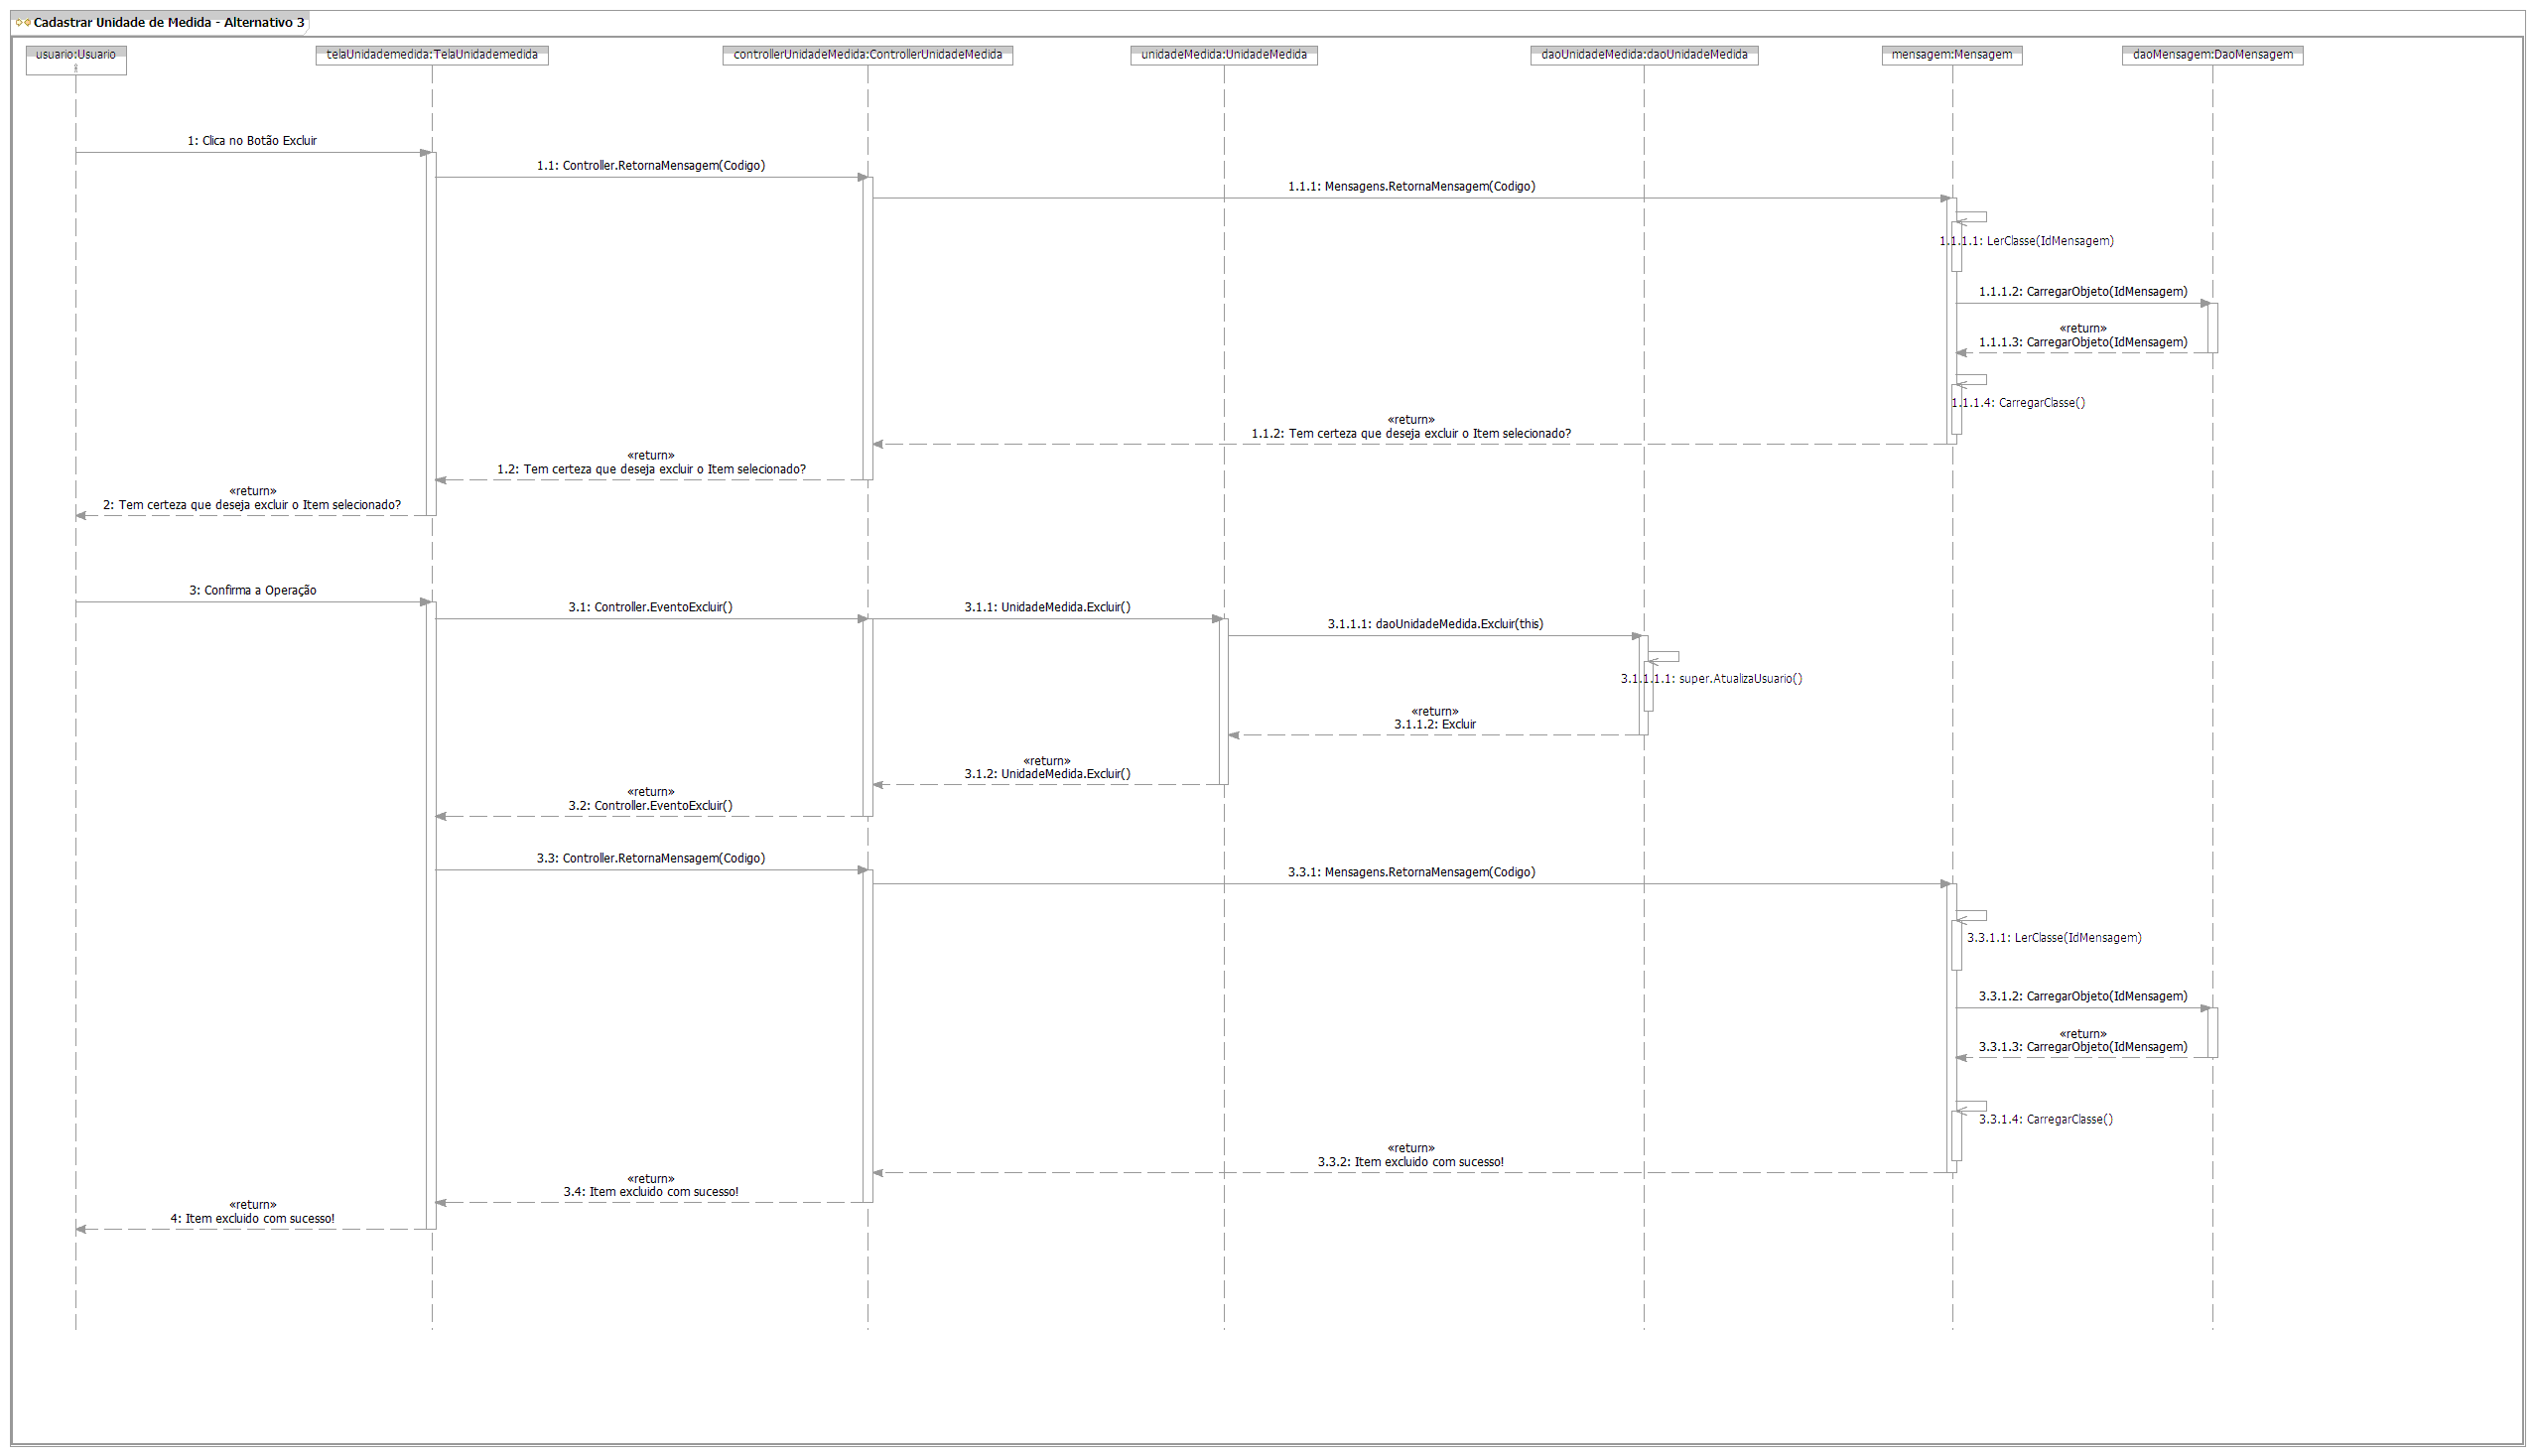 Cadastrar Unidade de Medida - Alternativo 3
usuario:Usuario
telaUnidademedida:TelaUnidademedida
controllerUnidadeMedida:ControllerUnidadeMedida
unidadeMedida:UnidadeMedida
daoUnidadeMedida:daoUnidadeMedida
mensagem:Mensagem
daoMensagem:DaoMensagem
1: Clica no Botão Excluir
1.1: Controller.RetornaMensagem(Codigo)
1.1.1: Mensagens.RetornaMensagem(Codigo)
1.1.1.1: LerClasse(IdMensagem)
1.1.1.2: CarregarObjeto(IdMensagem)
«return»
1.1.1.3: CarregarObjeto(IdMensagem)
1.1.1.4: CarregarClasse()
«return»
1.1.2: Tem certeza que deseja excluir o Item selecionado?
«return»
1.2: Tem certeza que deseja excluir o Item selecionado?
«return»
2: Tem certeza que deseja excluir o Item selecionado?
3: Confirma a Operação
3.1: Controller.EventoExcluir()
3.1.1: UnidadeMedida.Excluir()
3.1.1.1: daoUnidadeMedida.Excluir(this)
3.1.1.1.1: super.AtualizaUsuario()
«return»
3.1.1.2: Excluir
«return»
3.1.2: UnidadeMedida.Excluir()
«return»
3.2: Controller.EventoExcluir()
3.3: Controller.RetornaMensagem(Codigo)
3.3.1: Mensagens.RetornaMensagem(Codigo)
3.3.1.1: LerClasse(IdMensagem)
3.3.1.2: CarregarObjeto(IdMensagem)
«return»
3.3.1.3: CarregarObjeto(IdMensagem)
3.3.1.4: CarregarClasse()
«return»
3.3.2: Item excluido com sucesso!
«return»
3.4: Item excluido com sucesso!
«return»
4: Item excluido com sucesso!